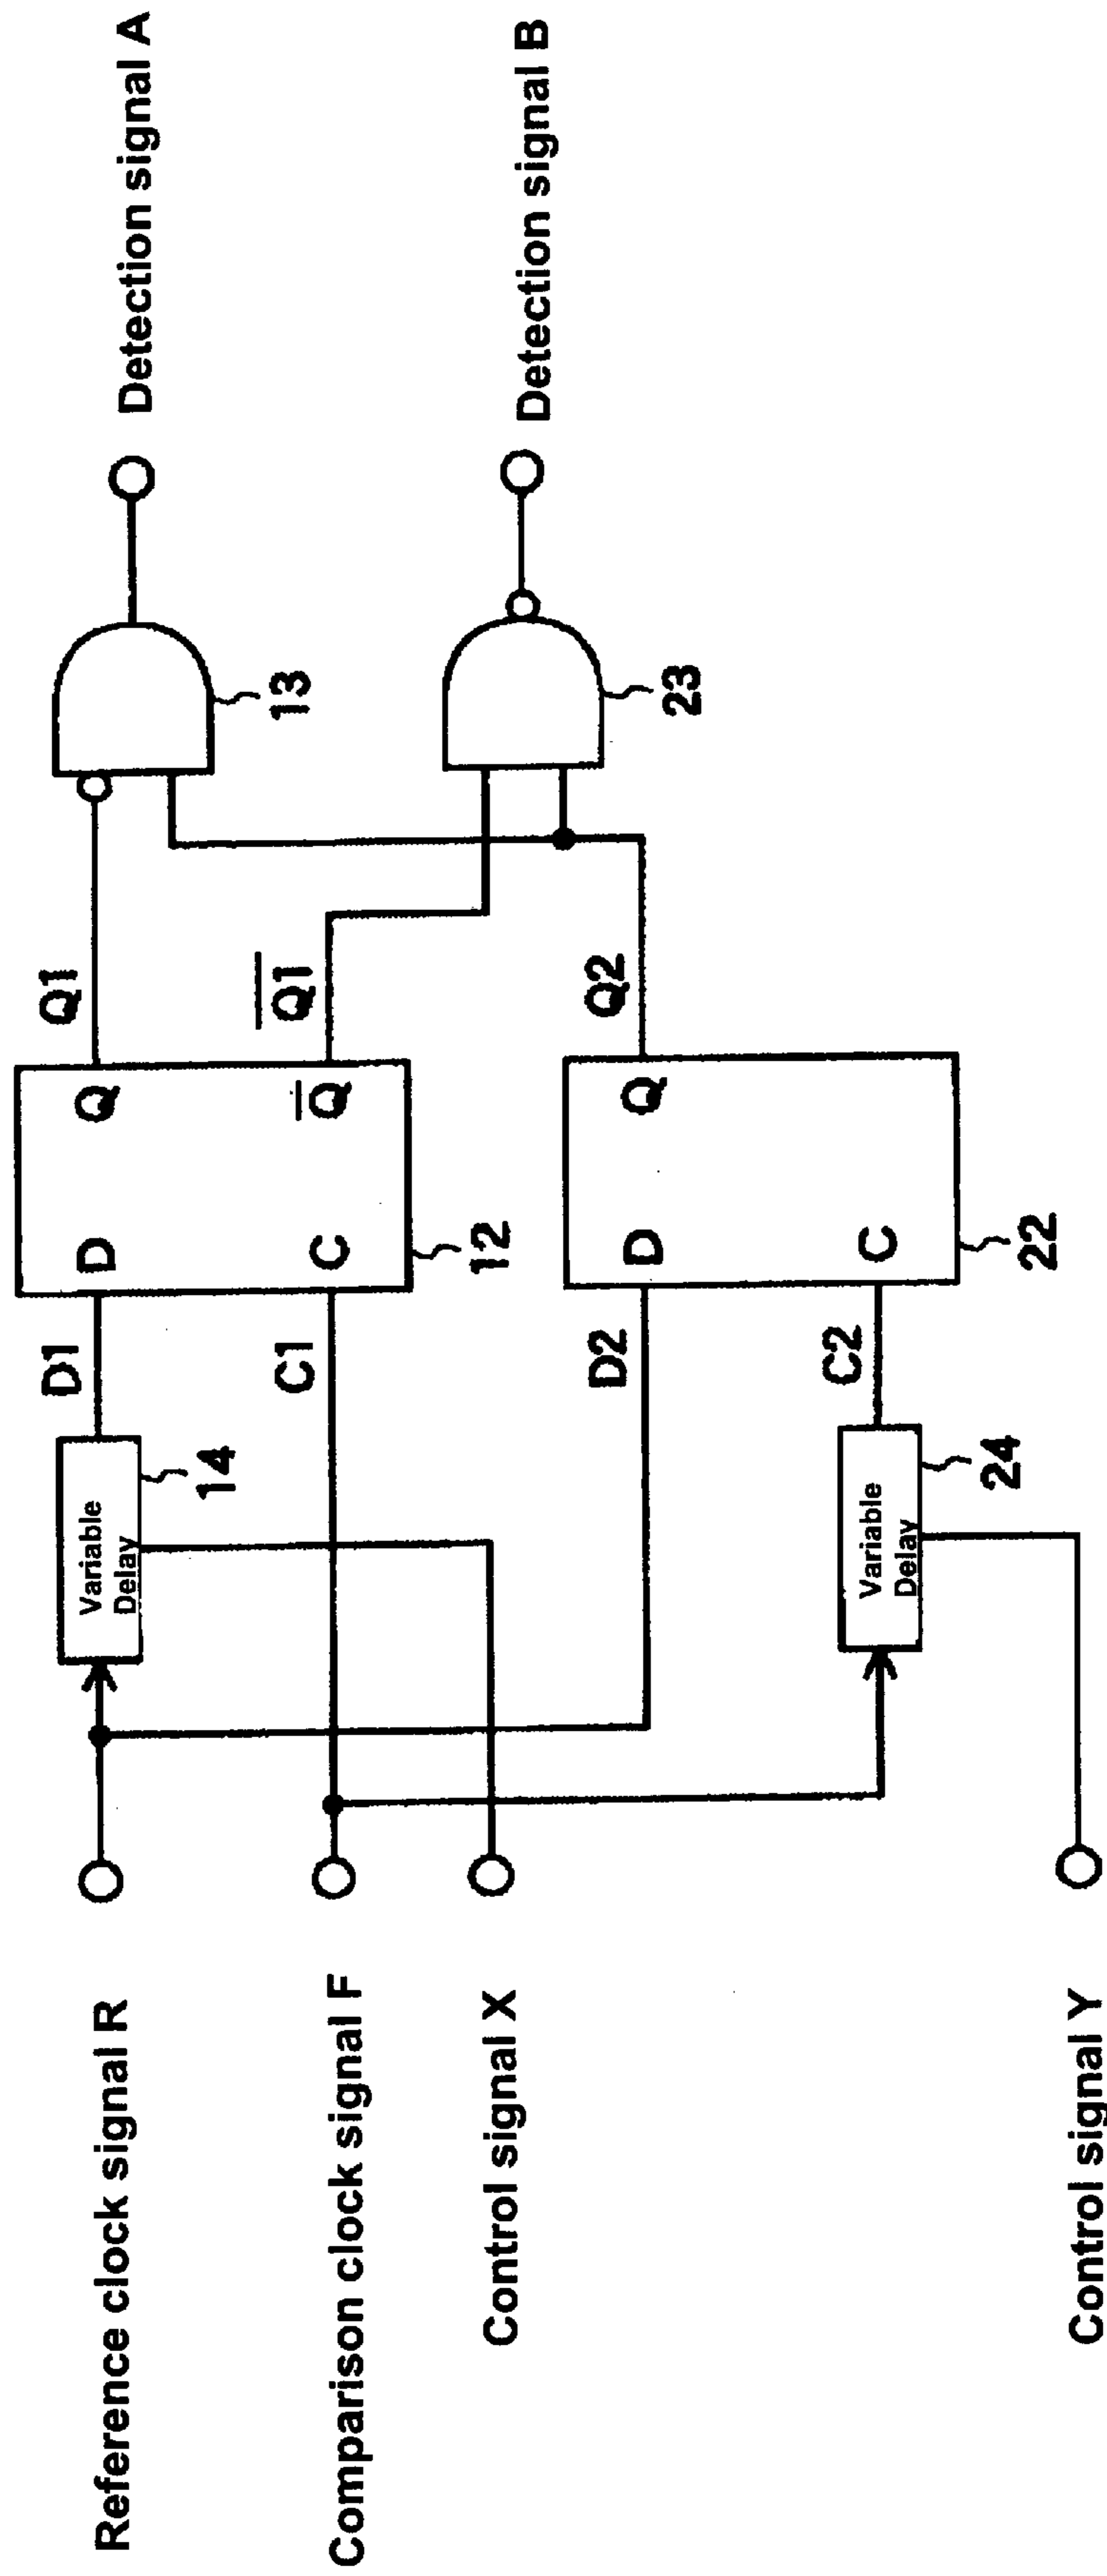 Reference clock signal R
Comparison clock signal F
Control signal X
Control signal Y
Variable
Delay
14
Variable
Delay
24
D1
C1
D2
C2
D
Q
C
Q̅
12
D
Q
C
22
Q1
Q̅1̅
Q2
13
23
Detection signal A
Detection signal B